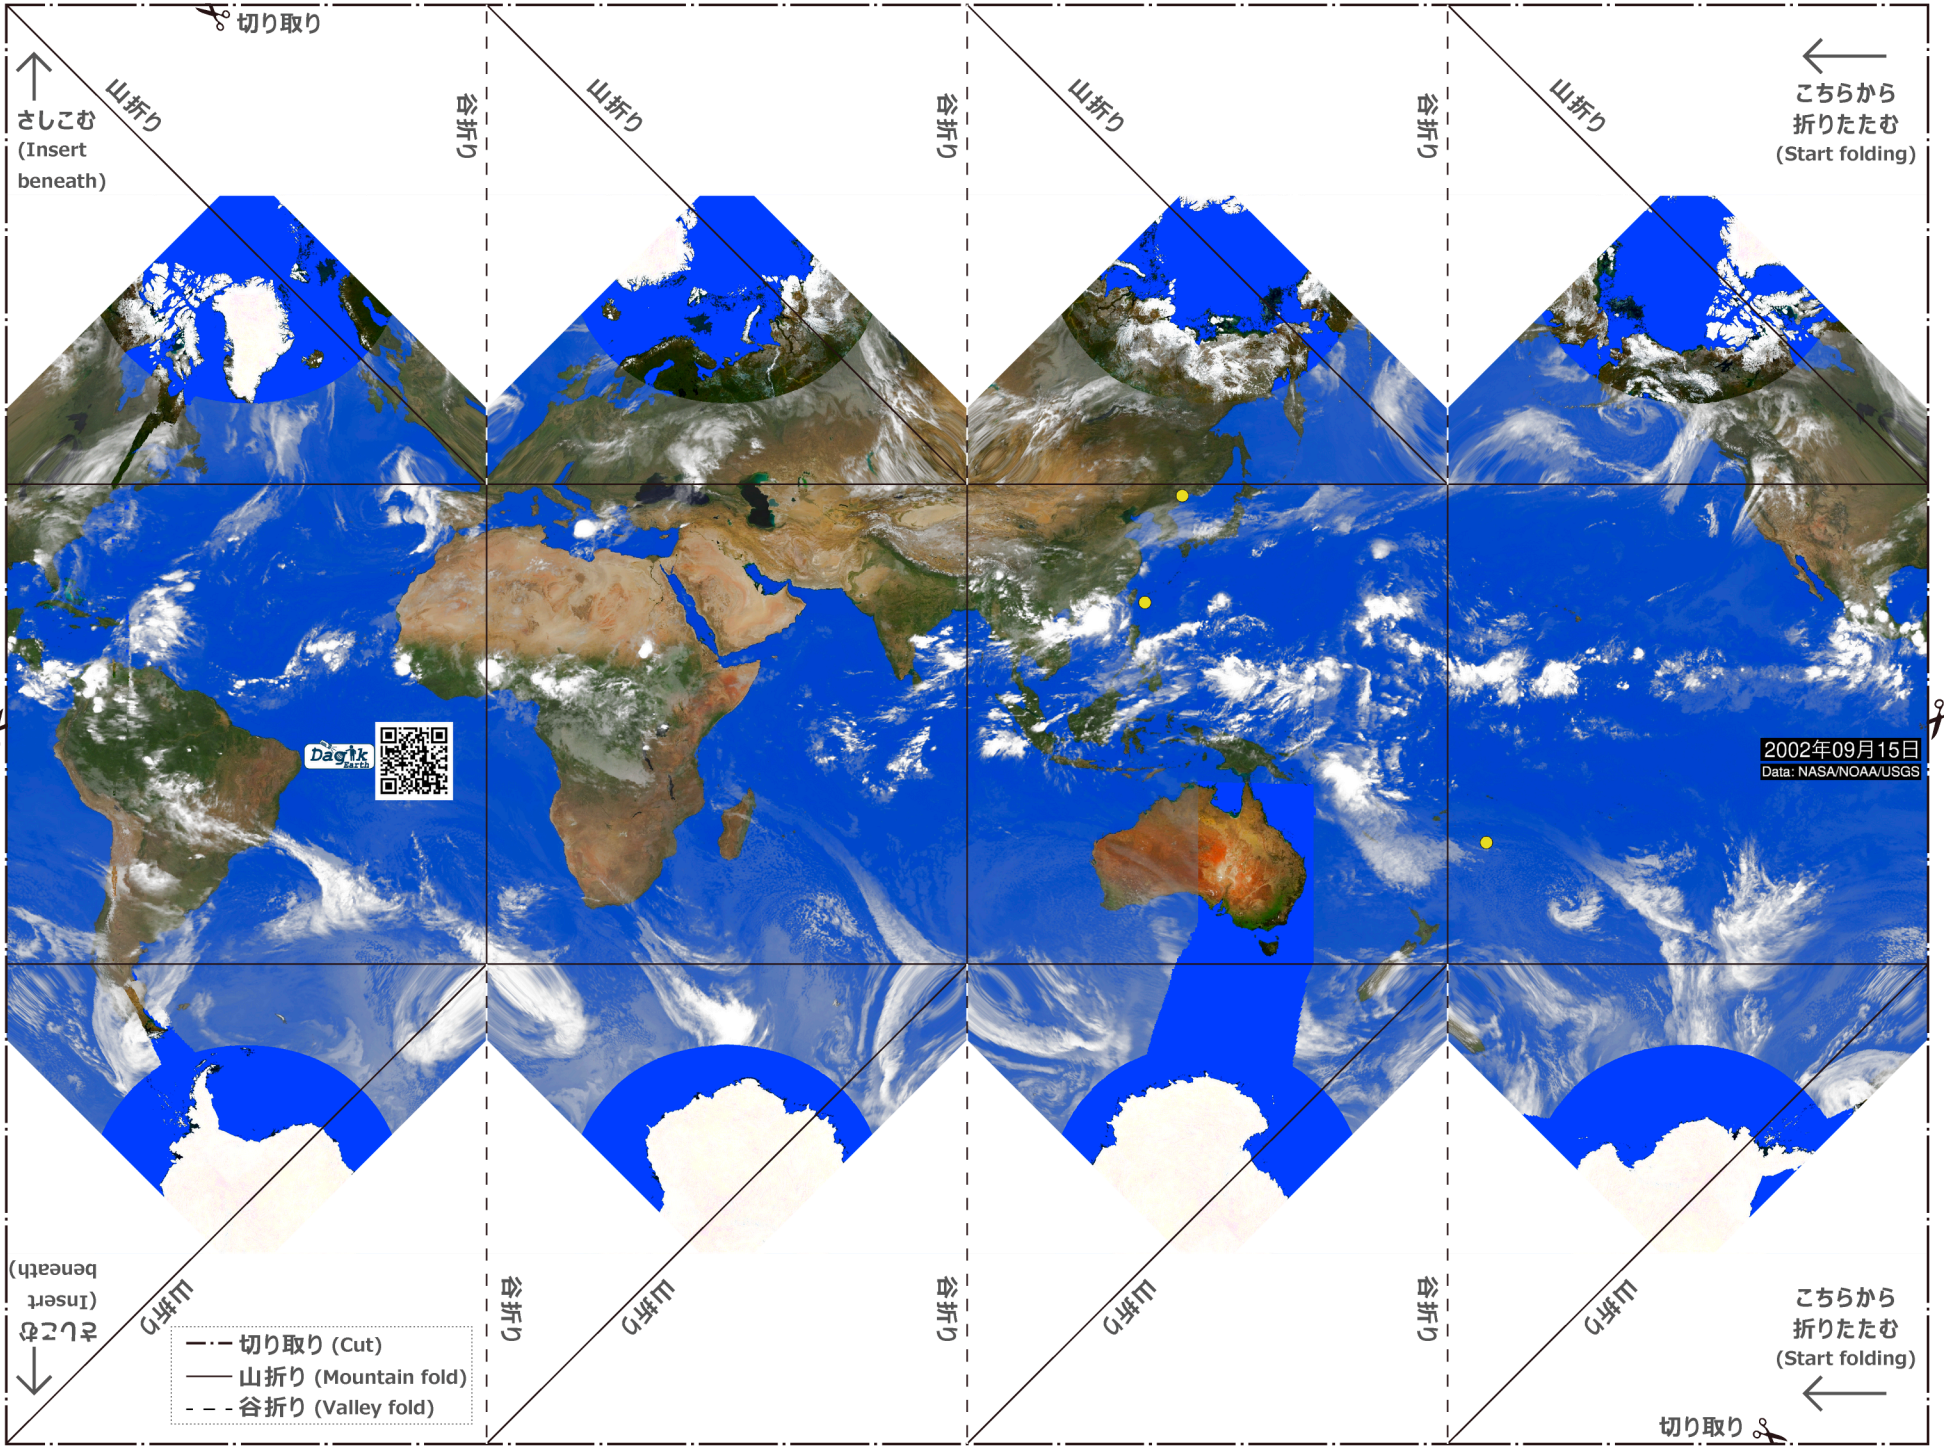 切り取り
山折り
谷折り
山折り
谷折り
山折り
谷折り
山折り
さしこむ
(Insert
beneath)
こちらから
折りたたむ
(Start folding)
Dagik
Earth
2002年09月15日
Data: NASA/NOAA/USGS
さしこむ
(Insert
beneath)
山折り
谷折り
山折り
谷折り
山折り
谷折り
山折り
こちらから
折りたたむ
(Start folding)
切り取り (Cut)
山折り (Mountain fold)
谷折り (Valley fold)
切り取り